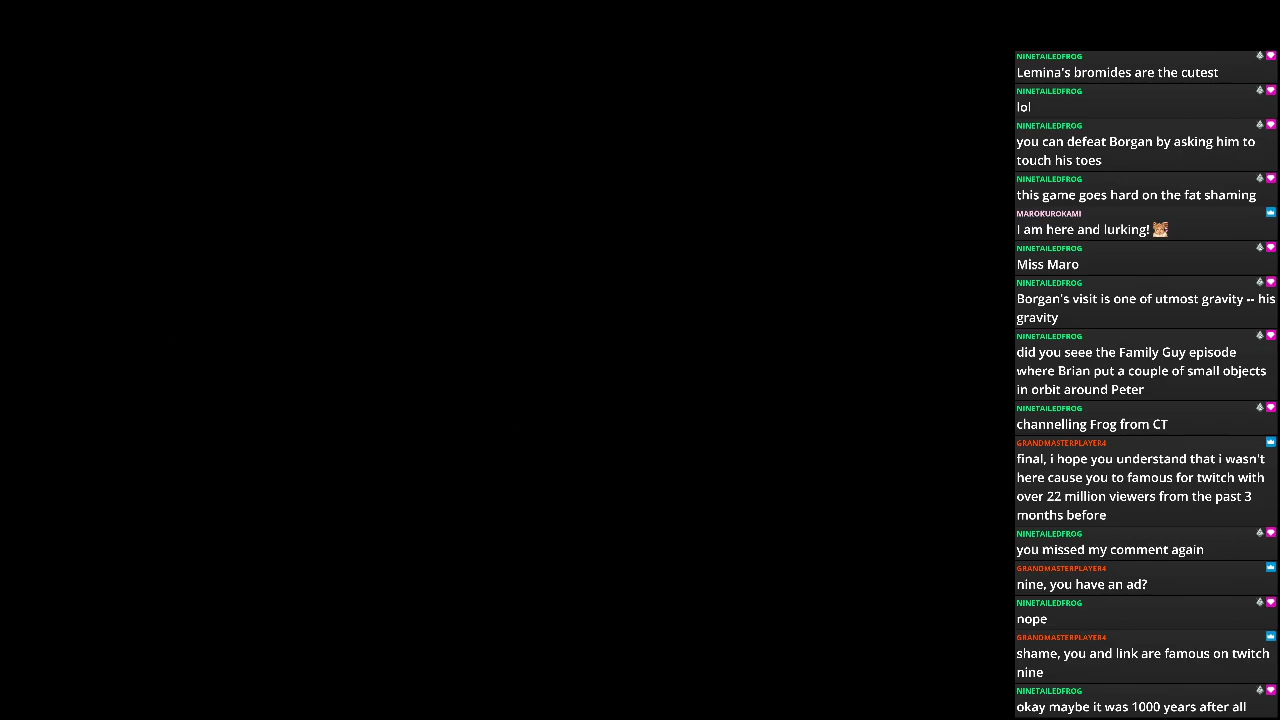 NINETAILEDFROG
Lemina's bromides are the cutest
NINETAILEDFROG
lol
NINETAILEDFROG
you can defeat Borgan by asking him to
touch his toes
NINETAILEDFROG
this game goes hard on the fat shaming
MAROKUROKAMI
I am here and lurking!
NINETAILEDFROG
Miss Maro
NINETAILEDFROG
Borgan's visit is one of utmost gravity -- his
gravity
NINETAILEDFROG
did you seee the Family Guy episode
where Brian put a couple of small objects
in orbit around Peter
NINETAILEDFROG
channelling Frog from CT
GRANDMASTERPLAYER4
final, i hope you understand that i wasn't
here cause you to famous for twitch with
over 22 million viewers from the past 3
months before
NINETAILEDFROG
you missed my comment again
GRANDMASTERPLAYER4
nine, you have an ad?
NINETAILEDFROG
nope
GRANDMASTERPLAYER4
shame, you and link are famous on twitch
nine
NINETAILEDFROG
okay maybe it was 1000 years after all